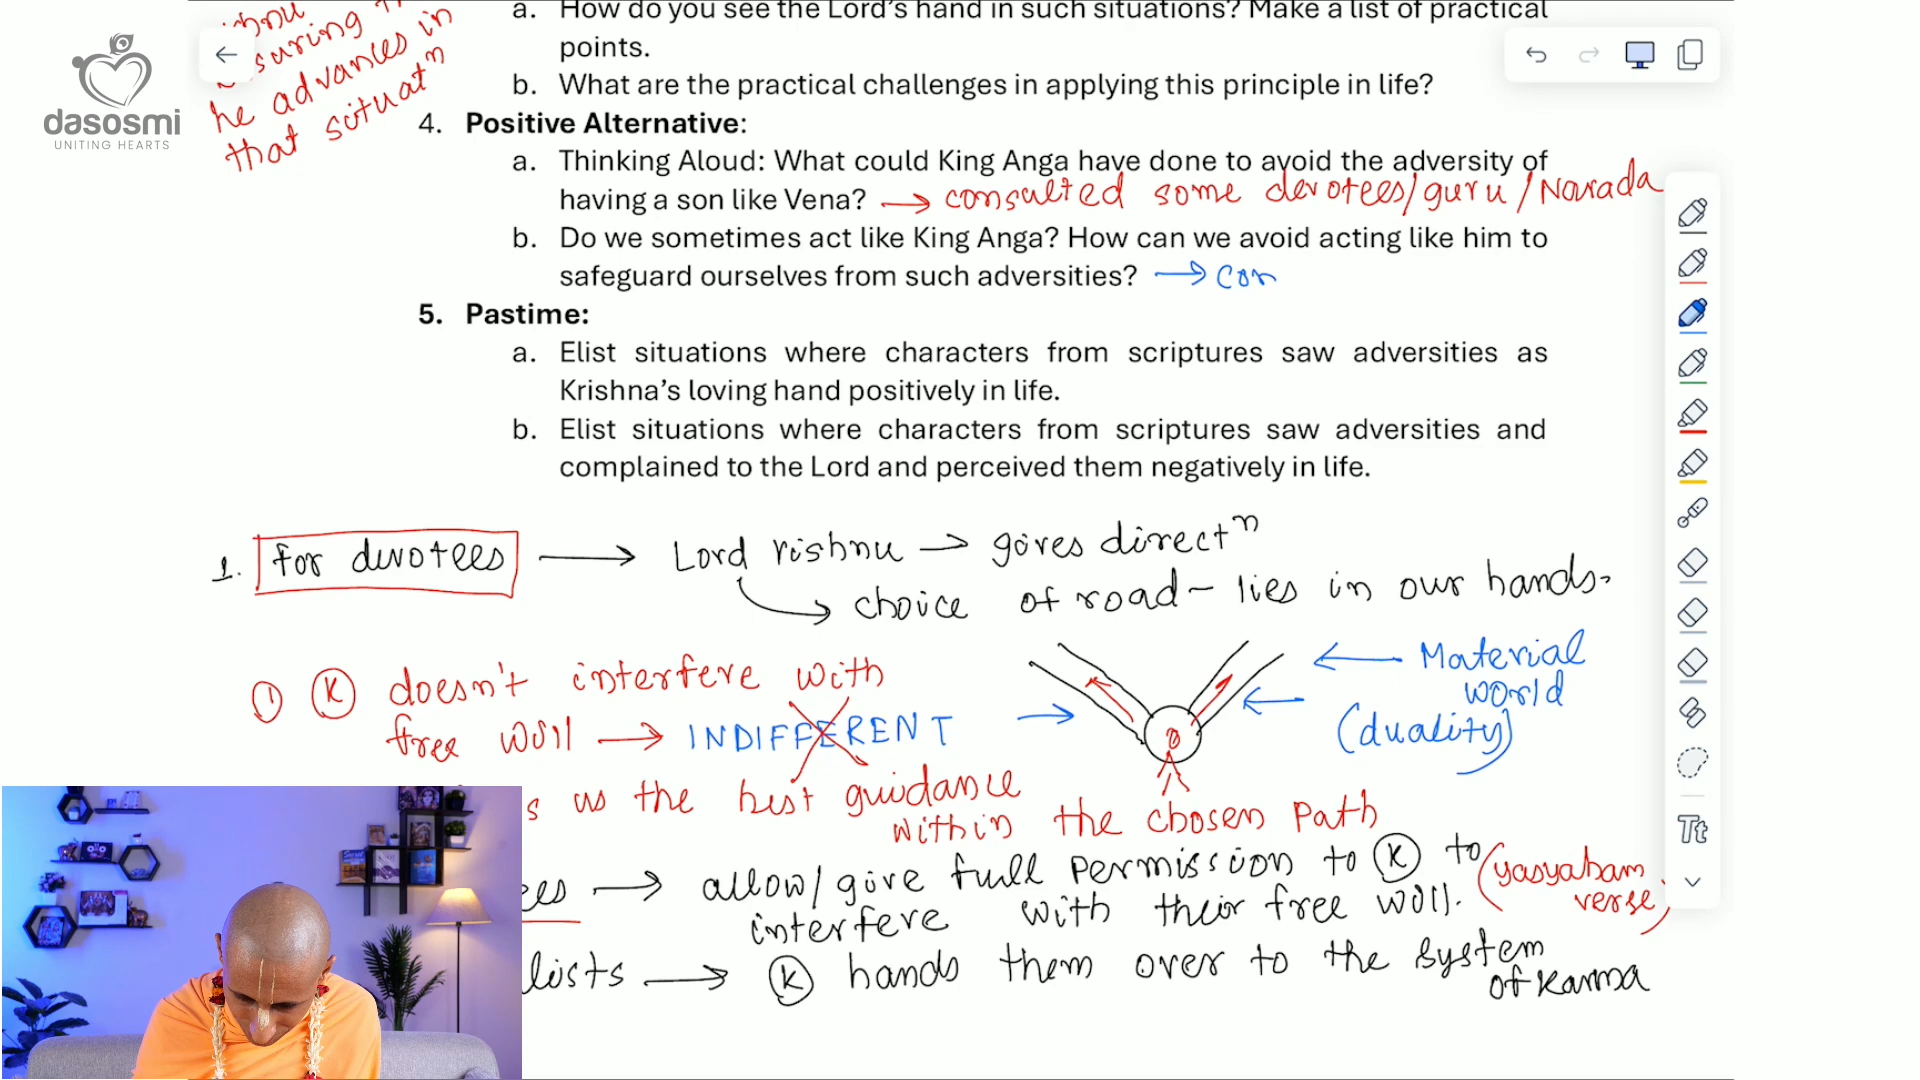 dasosmi
UNITING HEARTS
he advances in
that situatⁿ
a. How do you see the Lord's hand in such situations? Make a list of practical
points.
b. What are the practical challenges in applying this principle in life?
4. Positive Alternative:
a. Thinking Aloud: What could King Anga have done to avoid the adversity of
having a son like Vena? → consulted some devotees/guru/Narada
b. Do we sometimes act like King Anga? How can we avoid acting like him to
safeguard ourselves from such adversities? → con
5. Pastime:
a. Elist situations where characters from scriptures saw adversities as
Krishna's loving hand positively in life.
b. Elist situations where characters from scriptures saw adversities and
complained to the Lord and perceived them negatively in life.
1. for devotees → Lord vishnu → gives directⁿ
→ choice of road – lies in our hands.
① Ⓚ doesn't interfere with
free will → INDIFFERENT
← Material
world
(duality)
us the best guidance
within the chosen path
→ allow/give full permission to Ⓚ to
interfere with their free will.
(yasyaham
verse)
lists → Ⓚ hands them over to the system
of karma
Tt